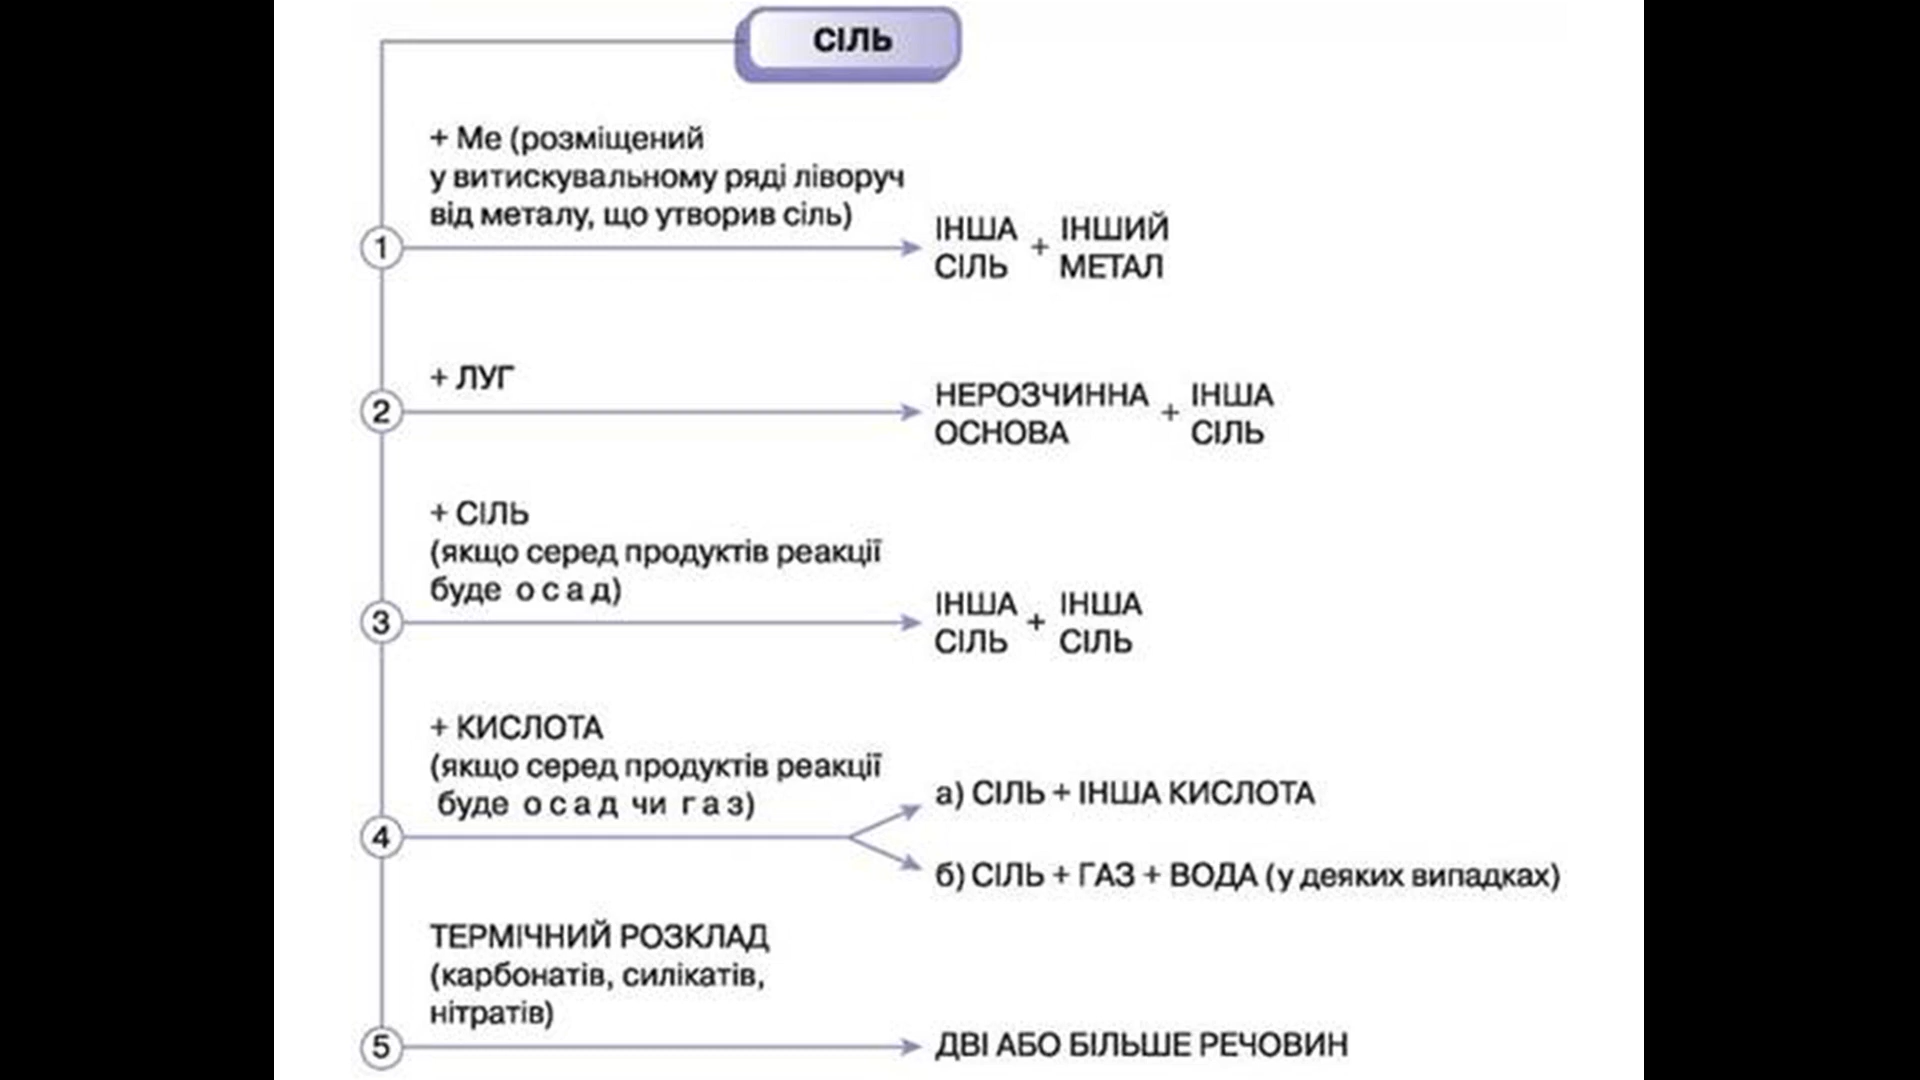 СІЛЬ
+ Ме (розміщений
у витискувальному ряді ліворуч
від металу, що утворив сіль)
1
ІНША + ІНШИЙ
СІЛЬ МЕТАЛ
+ ЛУГ
2
НЕРОЗЧИННА + ІНША
ОСНОВА СІЛЬ
+ СІЛЬ
(якщо серед продуктів реакції
буде осад)
3
ІНША + ІНША
СІЛЬ СІЛЬ
+ КИСЛОТА
(якщо серед продуктів реакції
буде осад чи газ)
4
а) СІЛЬ + ІНША КИСЛОТА
б) СІЛЬ + ГАЗ + ВОДА (у деяких випадках)
ТЕРМІЧНИЙ РОЗКЛАД
(карбонатів, силікатів,
нітратів)
5
ДВІ АБО БІЛЬШЕ РЕЧОВИН